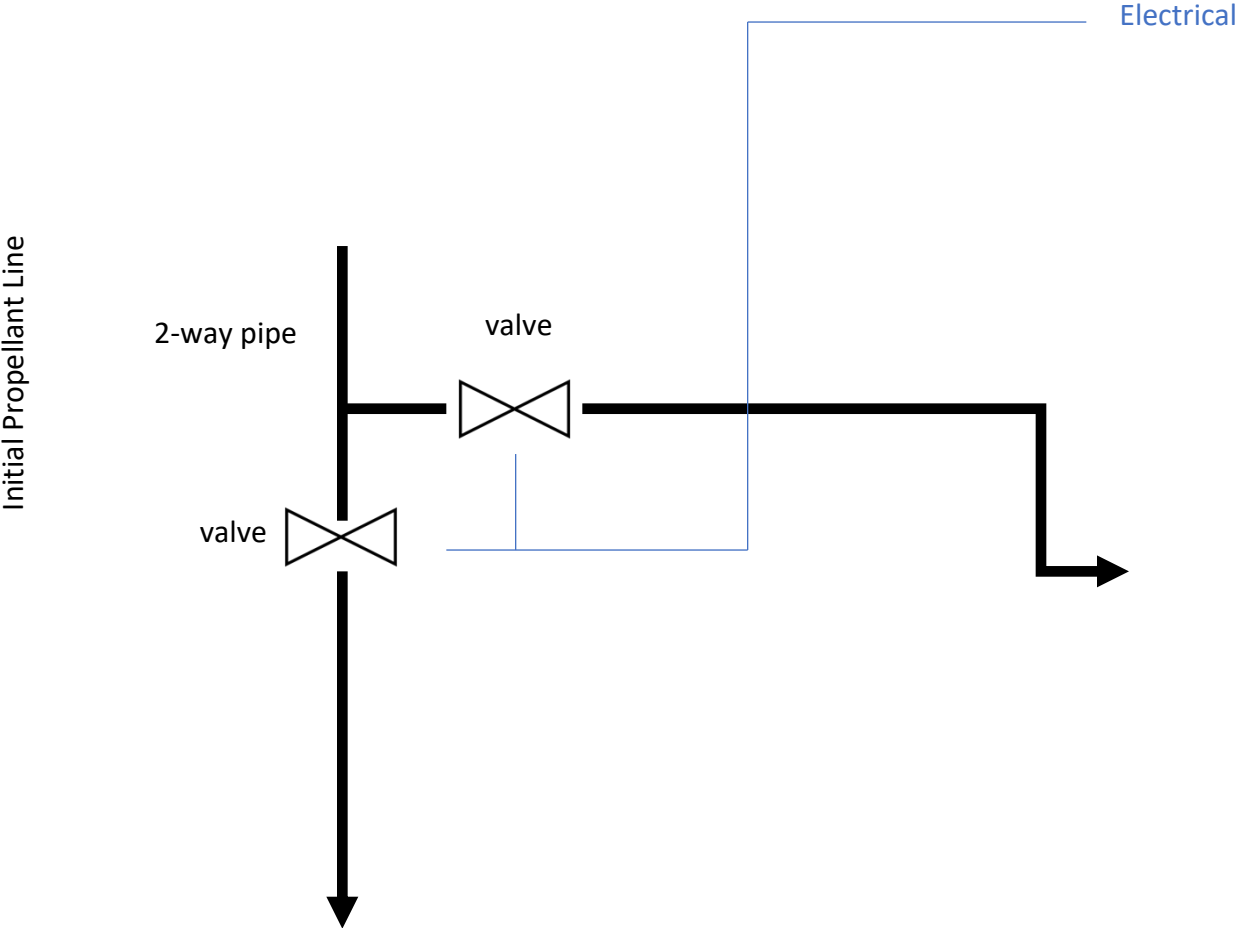 Electrical
Initial Propellant Line
2-way pipe
valve
valve